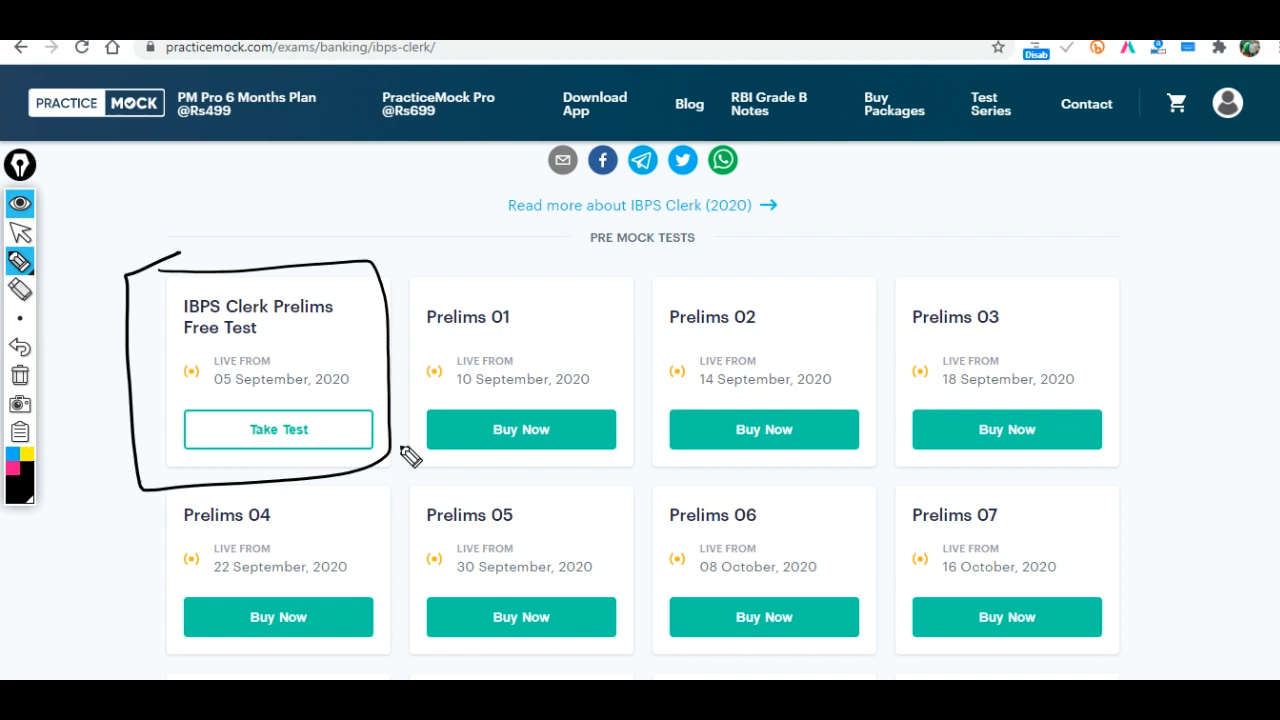 practicemock.com/exams/banking/ibps-clerk/
Disab
PRACTICE MOCK
PM Pro 6 Months Plan
@Rs499
PracticeMock Pro
@Rs699
Download
App
Blog
RBI Grade B
Notes
Buy
Packages
Test
Series
Contact
Read more about IBPS Clerk (2020) →
PRE MOCK TESTS
IBPS Clerk Prelims
Free Test
LIVE FROM
05 September, 2020
Take Test
Prelims 01
LIVE FROM
10 September, 2020
Buy Now
Prelims 02
LIVE FROM
14 September, 2020
Buy Now
Prelims 03
LIVE FROM
18 September, 2020
Buy Now
Prelims 04
LIVE FROM
22 September, 2020
Buy Now
Prelims 05
LIVE FROM
30 September, 2020
Buy Now
Prelims 06
LIVE FROM
08 October, 2020
Buy Now
Prelims 07
LIVE FROM
16 October, 2020
Buy Now